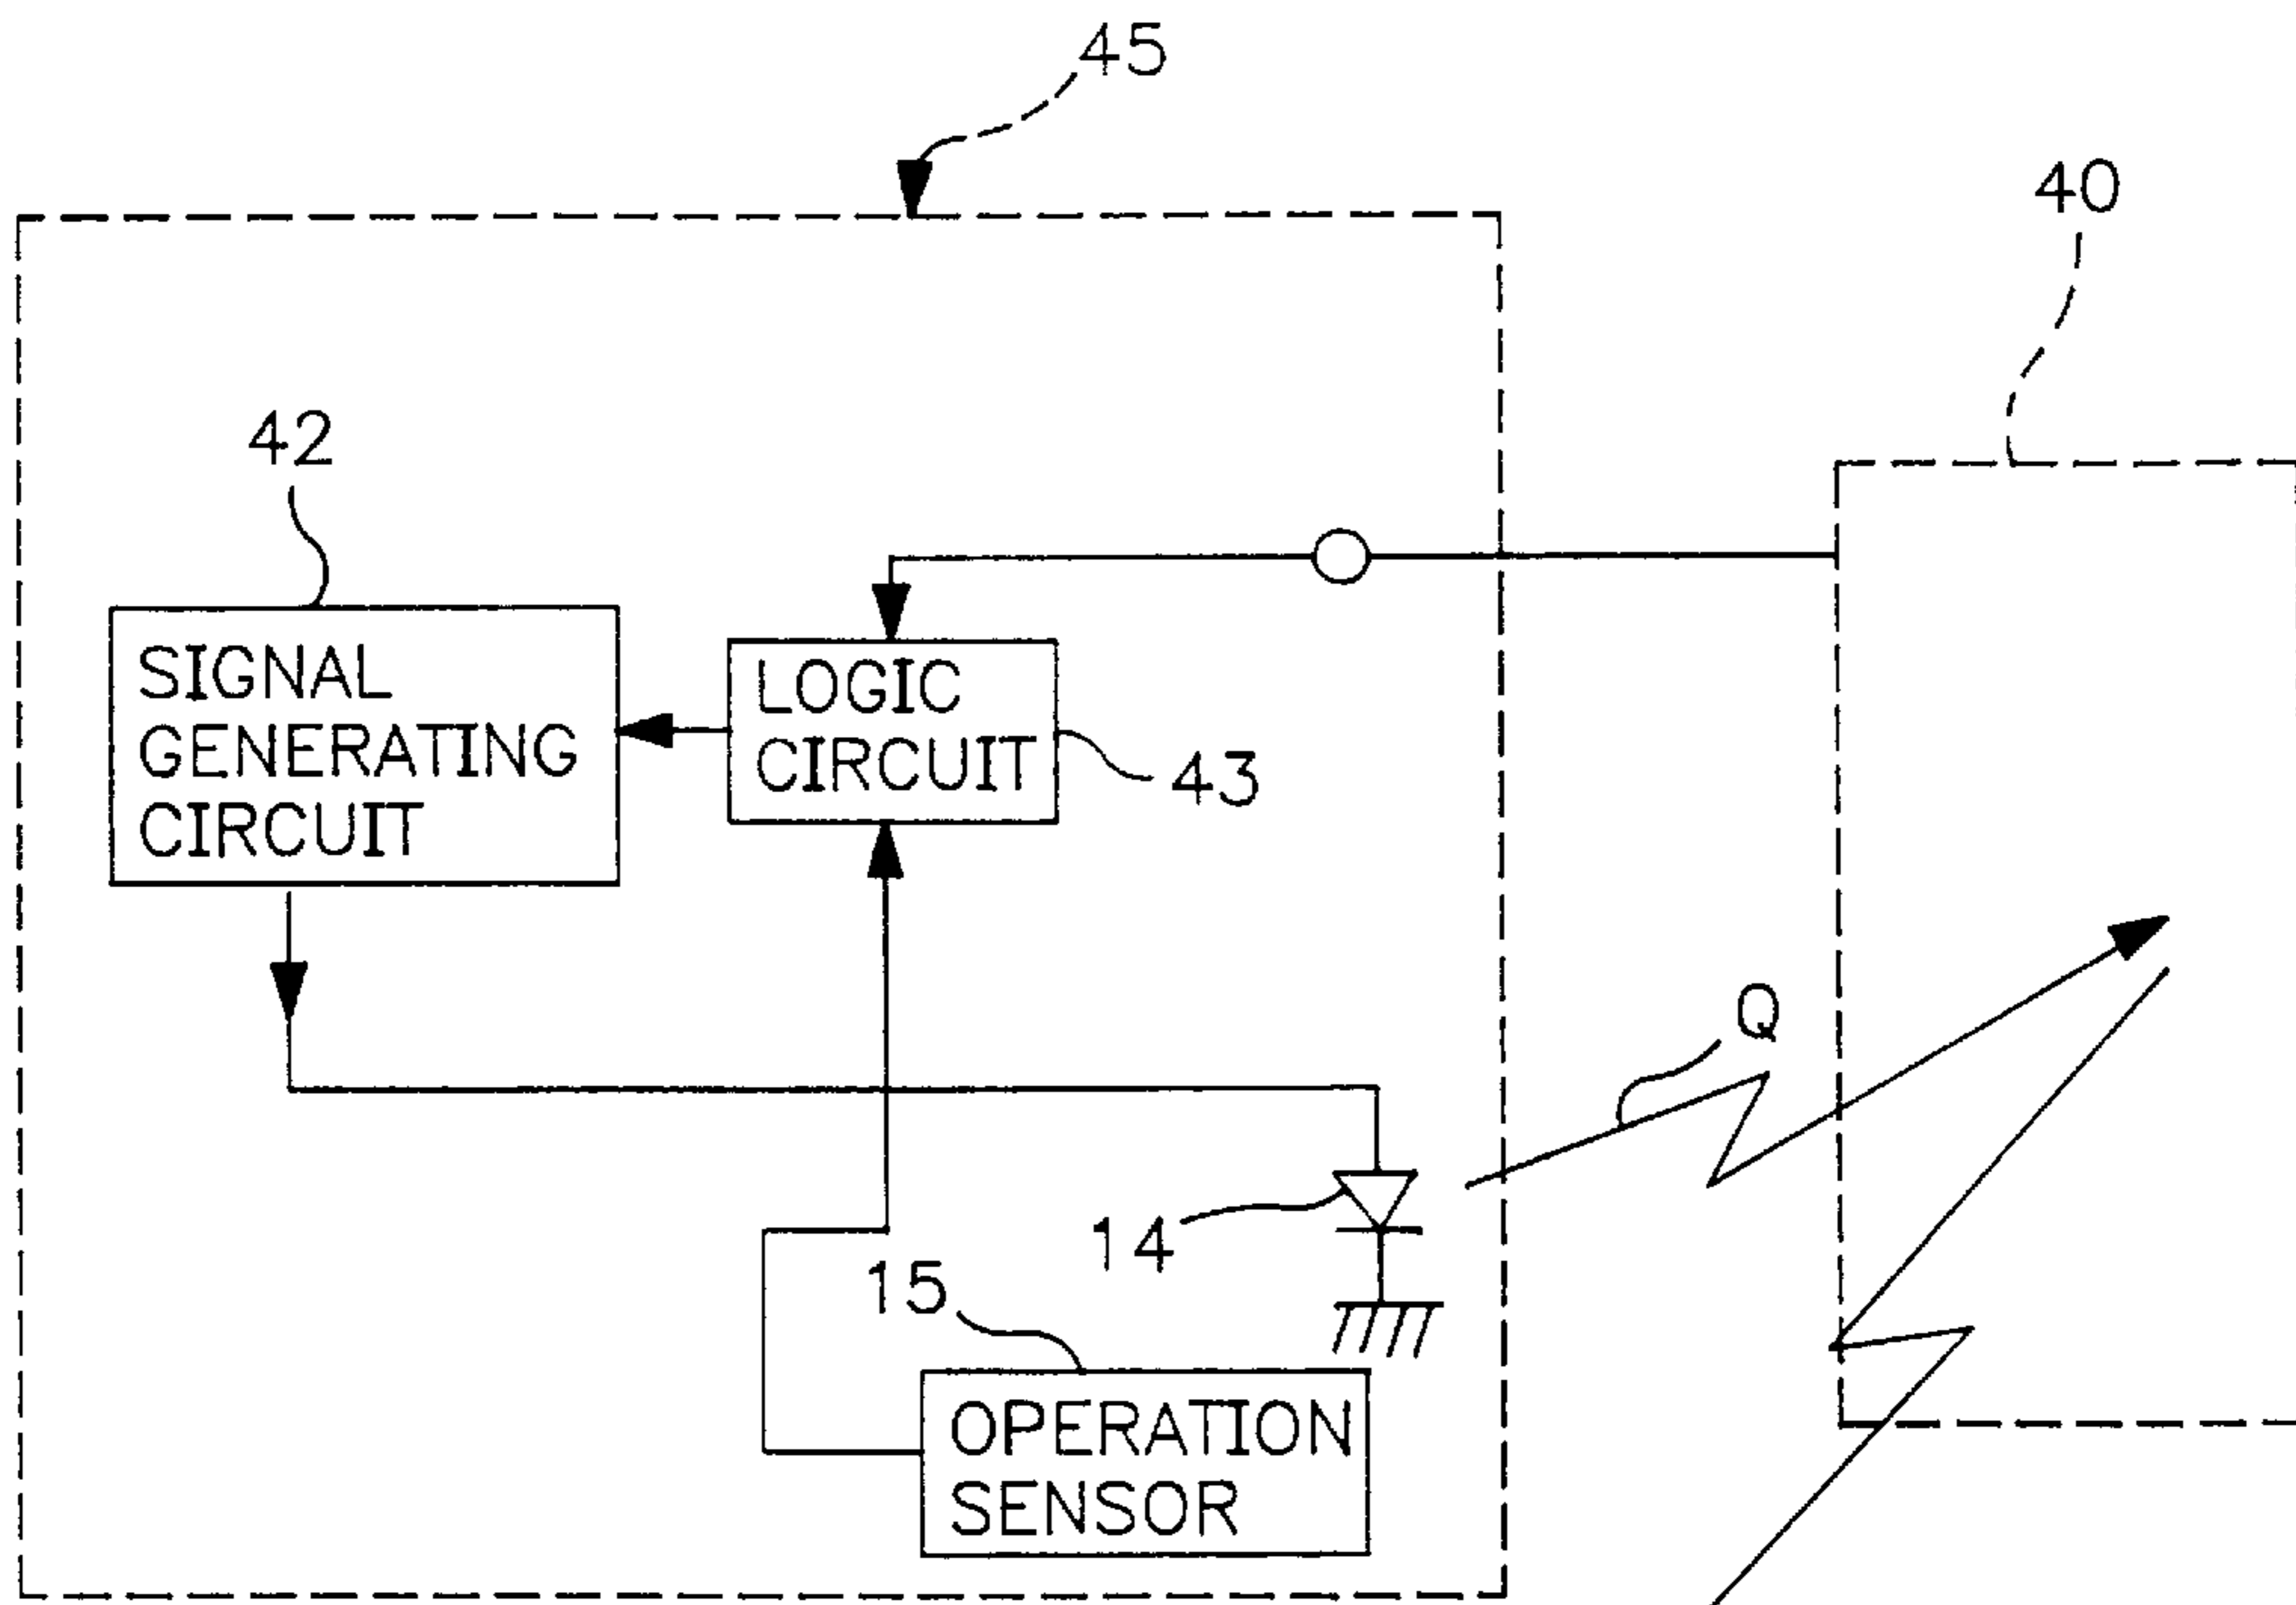 45
40
42
SIGNAL
GENERATING
CIRCUIT
LOGIC
CIRCUIT
43
Q
14
15
OPERATION
SENSOR